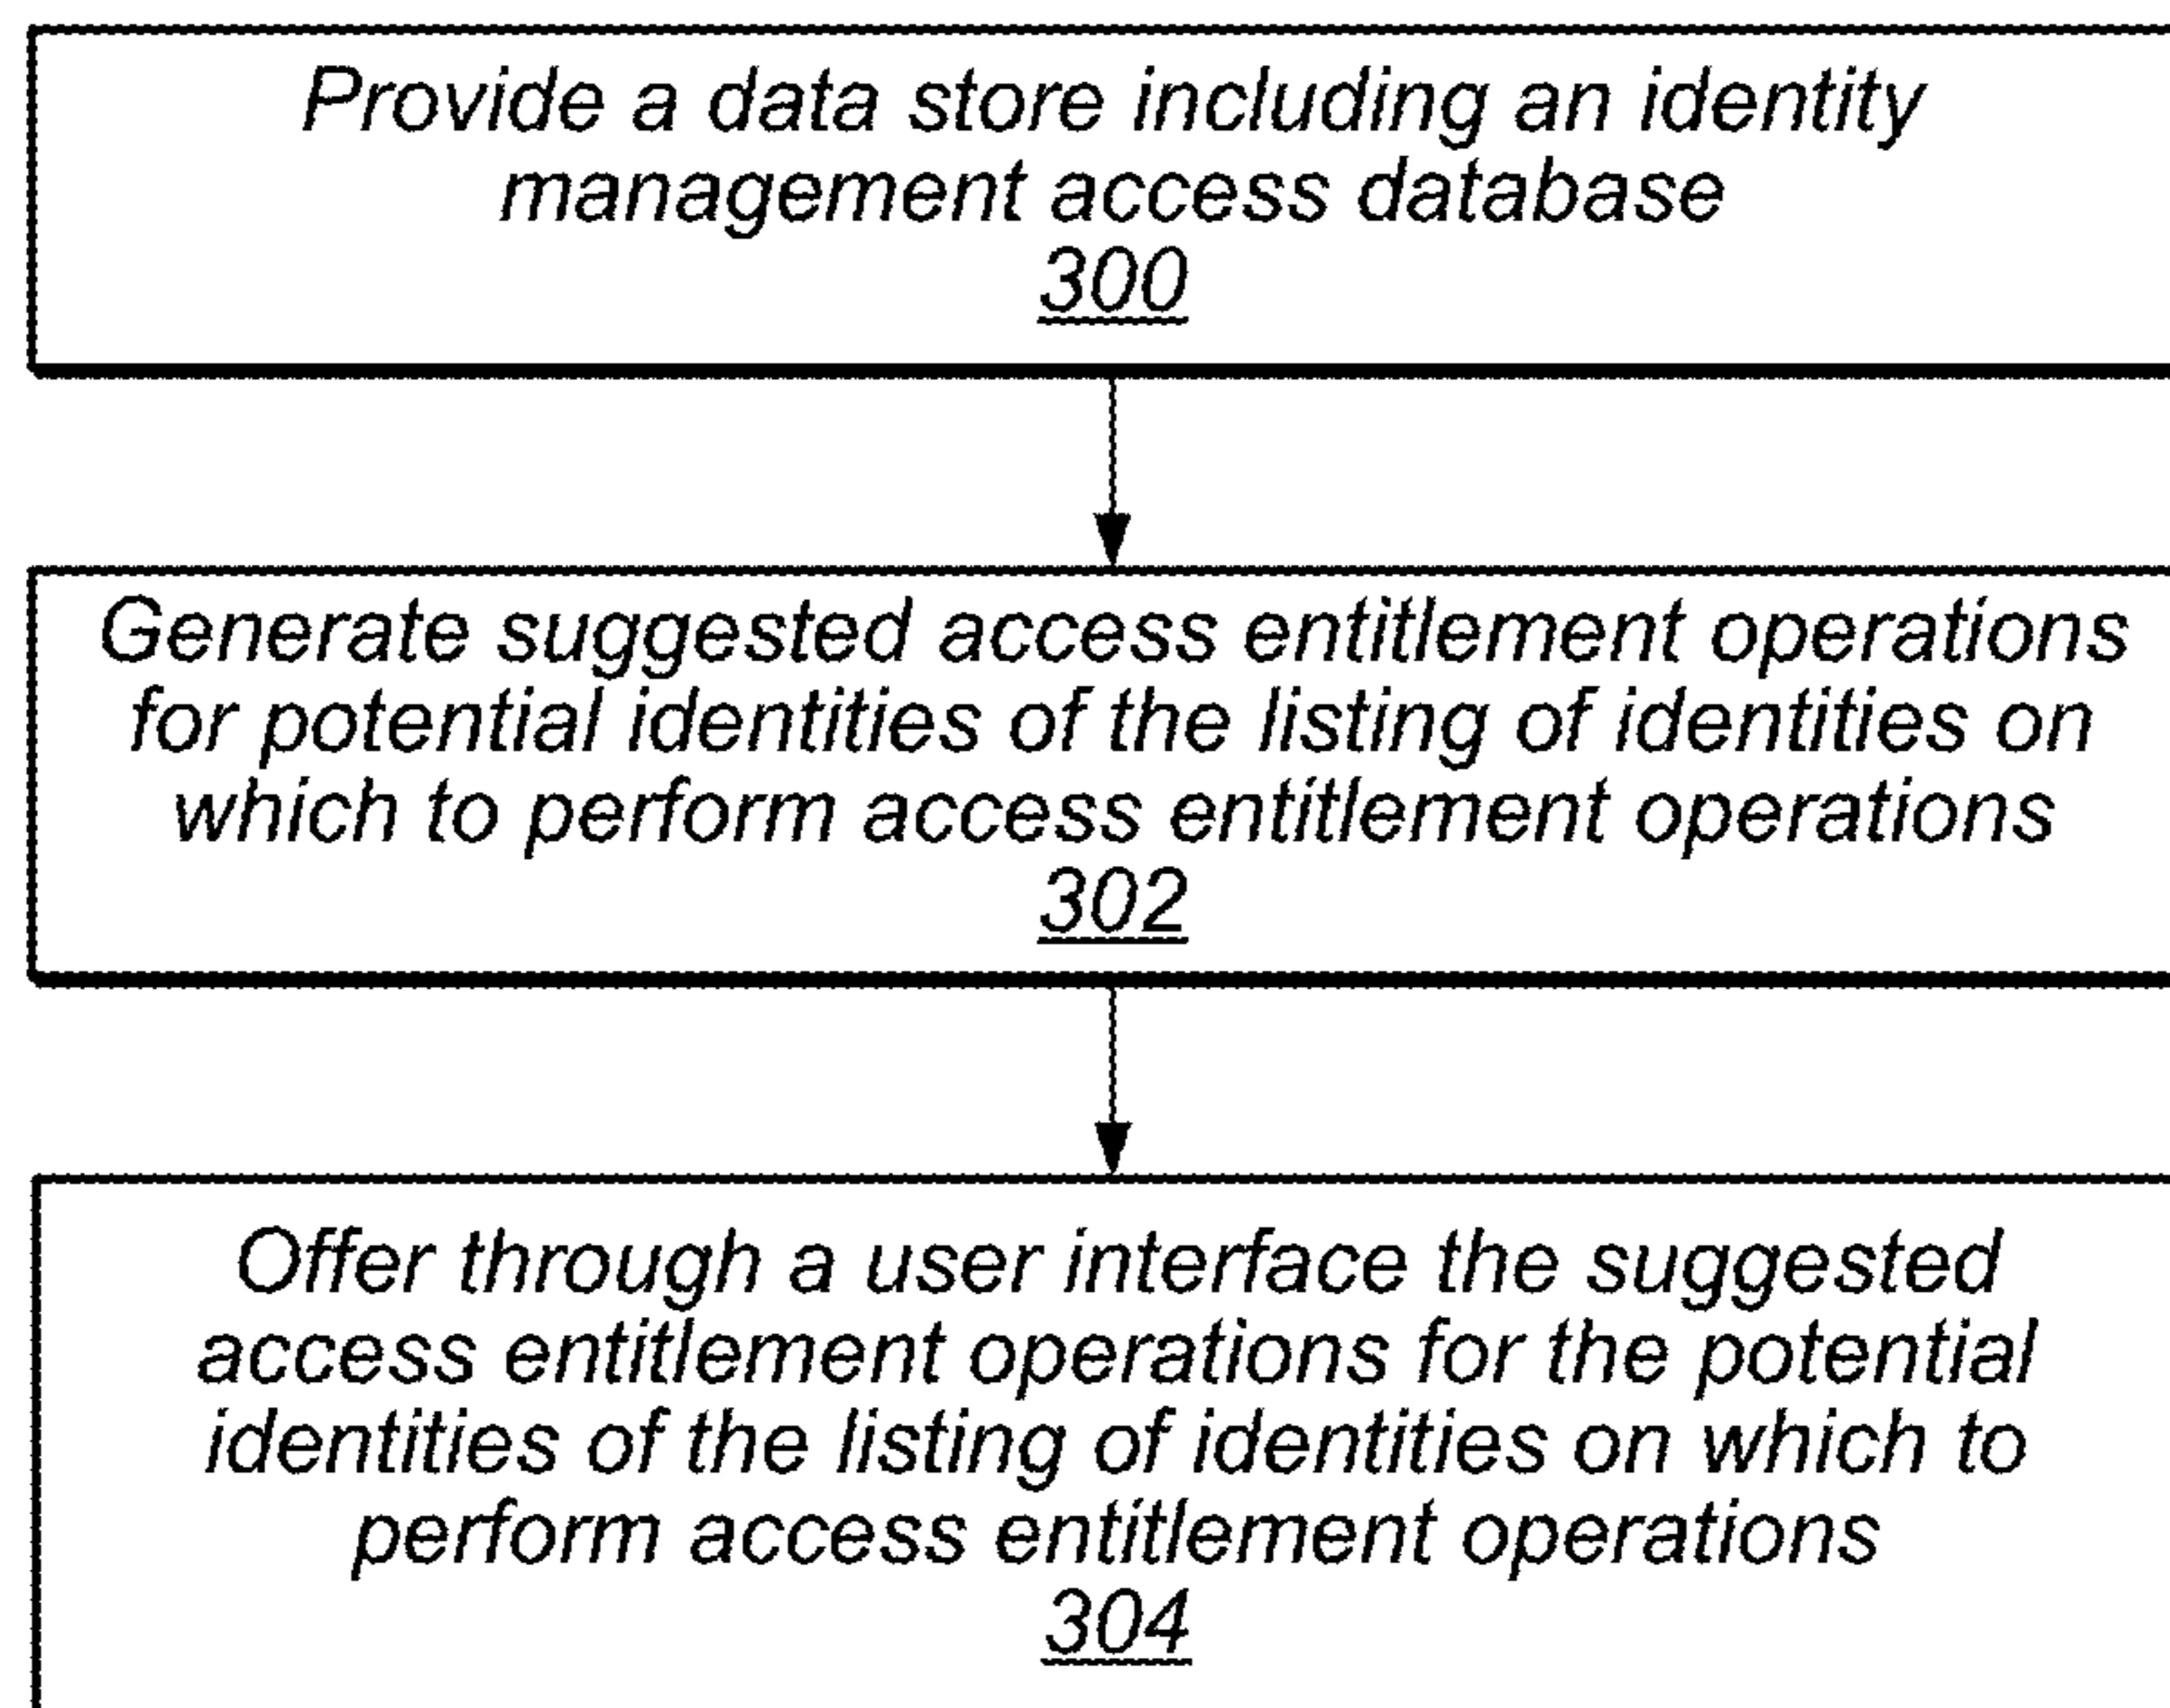 Provide a data store including an identity
management access database
300
Generate suggested access entitlement operations
for potential identities of the listing of identities on
which to perform access entitlement operations
302
Offer through a user interface the suggested
access entitlement operations for the potential
identities of the listing of identities on which to
perform access entitlement operations
304